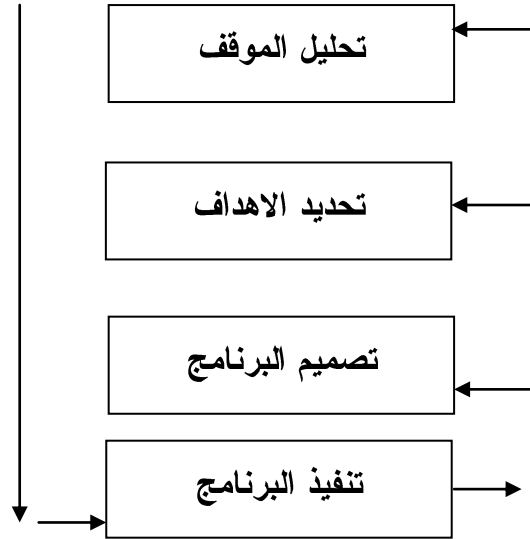 تحليل الموقف
تحديد الاهداف
تصميم البرنامج
تنفيذ البرنامج